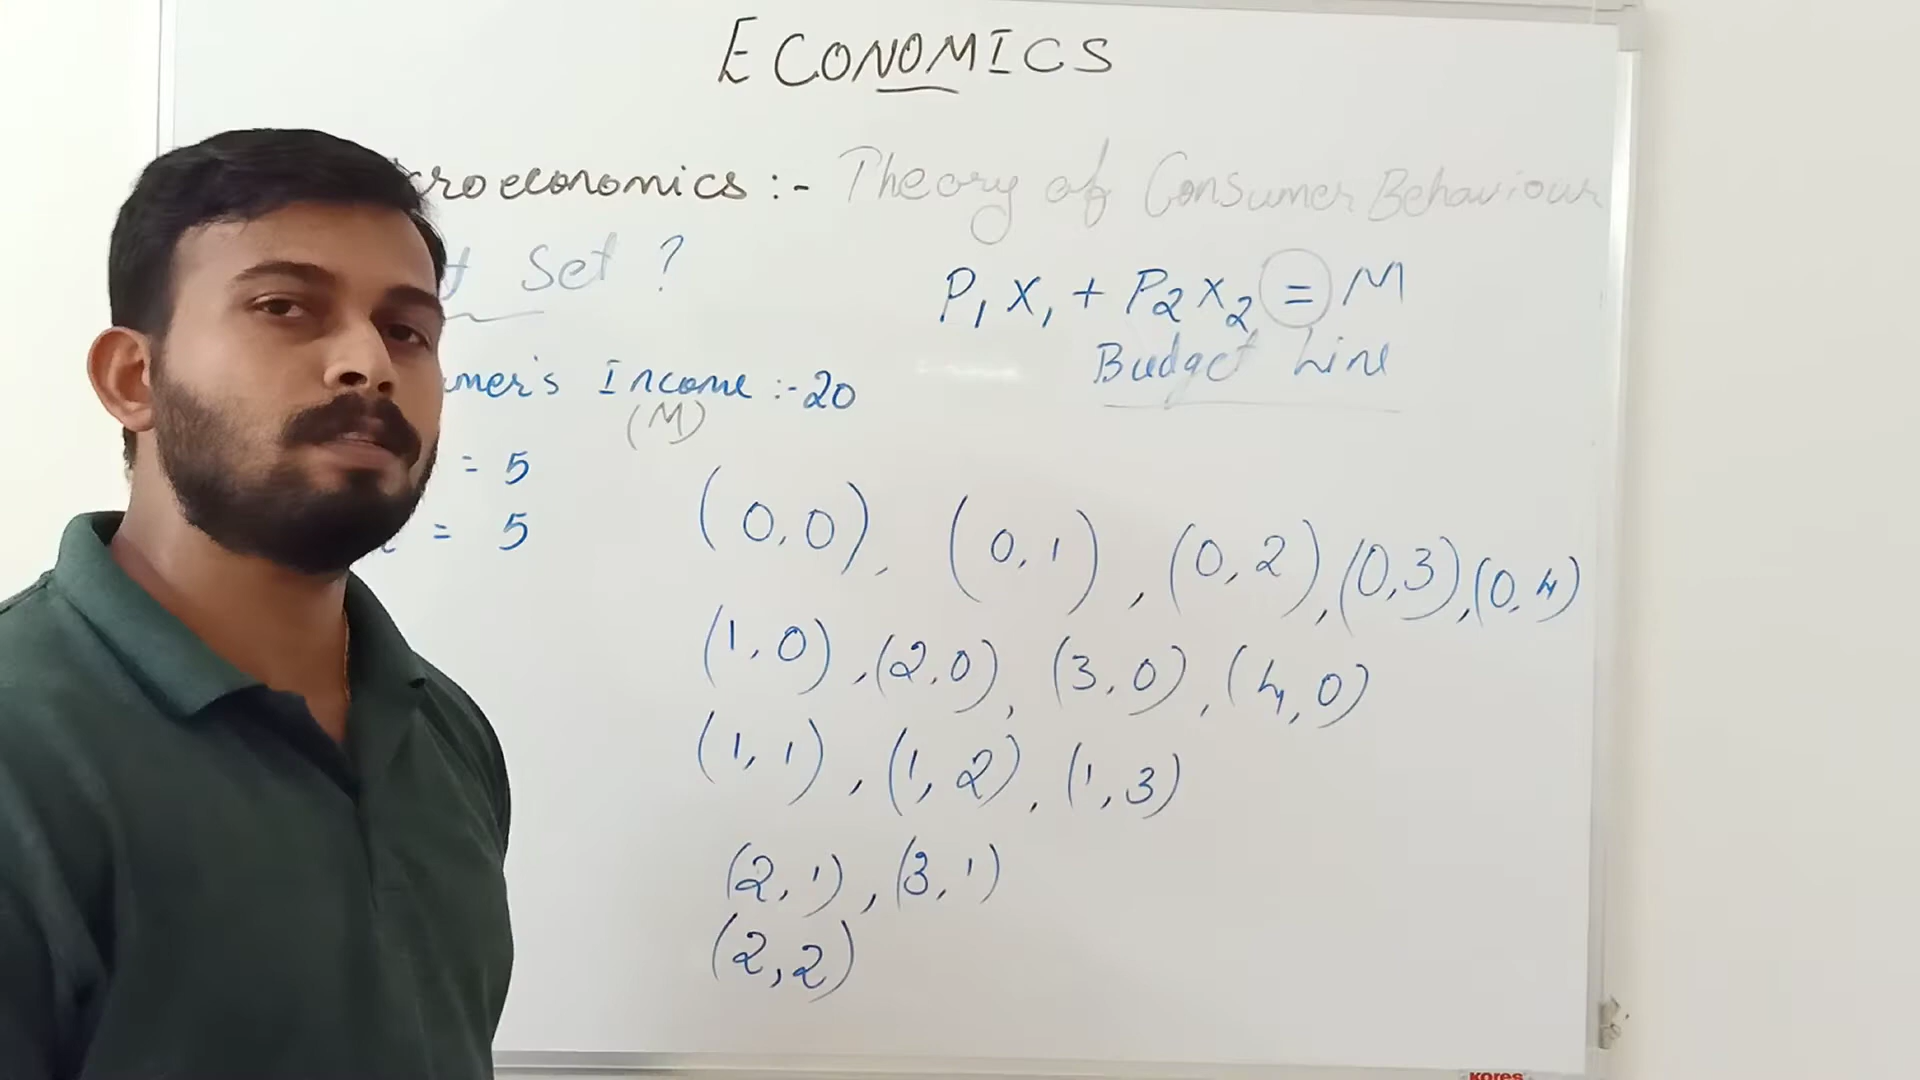 ECONOMICS
croeconomics :- Theory of Consumer Behaviour
t Set ?
P1 X1 + P2 X2 = M
Budget Line
umer's Income :- 20
(M)
= 5
= 5
(0,0), (0,1), (0,2), (0,3), (0,4)
(1,0), (2,0), (3,0), (4,0)
(1,1), (1,2), (1,3)
(2,1), (3,1)
(2,2)
kores